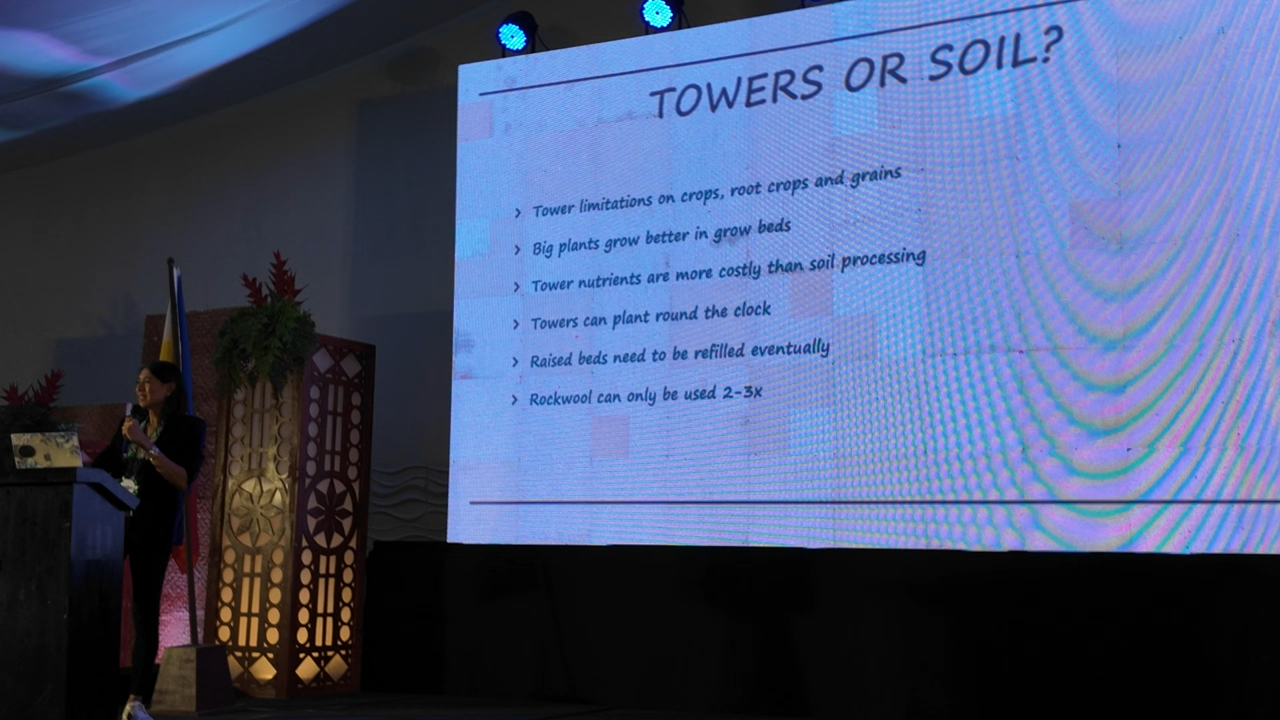 TOWERS OR SOIL?
> Tower limitations on crops, root crops and grains
> Big plants grow better in grow beds
> Tower nutrients are more costly than soil processing
> Towers can plant round the clock
> Raised beds need to be refilled eventually
> Rockwool can only be used 2-3x